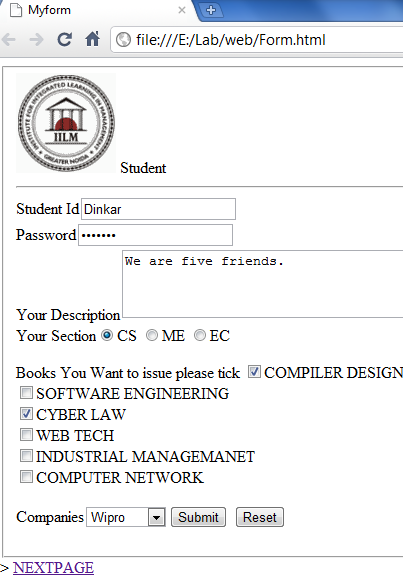 Myform
file:///E:/Lab/web/Form.html
INSTITUTE FOR INTEGRATED LEARNING IN MANAGEMENT
IILM
GREATER NOIDA
Student
Student Id Dinkar
Password •••••••
We are five friends.
Your Description
Your Section CS ME EC
Books You Want to issue please tick COMPILER DESIGN
SOFTWARE ENGINEERING
CYBER LAW
WEB TECH
INDUSTRIAL MANAGEMANET
COMPUTER NETWORK
Companies Wipro Submit Reset
> NEXTPAGE